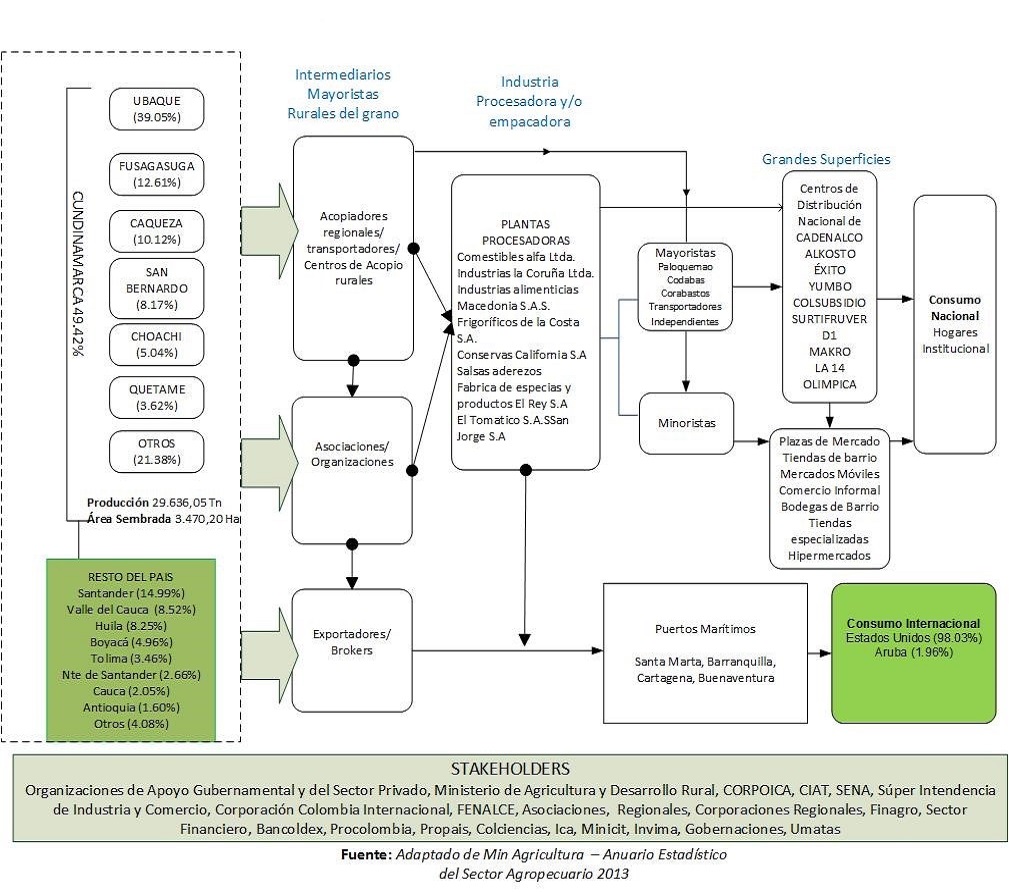 UBAQUE
(39.05%)
FUSAGASUGA
(12.61%)
CAQUEZA
(10.12%)
SAN
BERNARDO
(8.17%)
CHOACHI
(5.04%)
QUETAME
(3.62%)
OTROS
(21.38%)
CUNDINAMARCA 49.42%
Producción 29.636,05 Tn
Área Sembrada 3.470,20 Ha
RESTO DEL PAIS
Santander (14.99%)
Valle del Cauca (8.52%)
Huila (8.25%)
Boyacá (4.96%)
Tolima (3.46%)
Nte de Santander (2.66%)
Cauca (2.05%)
Antioquia (1.60%)
Otros (4.08%)
Intermediarios
Mayoristas
Rurales del grano
Acopiadores
regionales/
transportadores/
Centros de Acopio
rurales
Asociaciones/
Organizaciones
Exportadores/
Brokers
Industria
Procesadora y/o
empacadora
PLANTAS
PROCESADORAS
Comestibles alfa Ltda.
Industrias la Coruña Ltda.
Industrias alimenticias
Macedonia S.A.S.
Frigoríficos de la Costa
S.A.
Conservas California S.A
Salsas aderezos
Fabrica de especias y
productos El Rey S.A
El Tomatico S.A.SSan
Jorge S.A
Mayoristas
Paloquemao
Codabas
Corabastos
Transportadores
Independientes
Minoristas
Grandes Superficies
Centros de
Distribución
Nacional de
CADENALCO
ALKOSTO
ÉXITO
YUMBO
COLSUBSIDIO
SURTIFRUVER
D1
MAKRO
LA 14
OLIMPICA
Plazas de Mercado
Tiendas de barrio
Mercados Móviles
Comercio Informal
Bodegas de Barrio
Tiendas
especializadas
Hipermercados
Consumo
Nacional
Hogares
Institucional
Puertos Marítimos
Santa Marta, Barranquilla,
Cartagena, Buenaventura
Consumo Internacional
Estados Unidos (98.03%)
Aruba (1.96%)
STAKEHOLDERS
Organizaciones de Apoyo Gubernamental y del Sector Privado, Ministerio de Agricultura y Desarrollo Rural, CORPOICA, CIAT, SENA, Súper Intendencia
de Industria y Comercio, Corporación Colombia Internacional, FENALCE, Asociaciones, Regionales, Corporaciones Regionales, Finagro, Sector
Financiero, Bancoldex, Procolombia, Propais, Colciencias, Ica, Minicit, Invima, Gobernaciones, Umatas
Fuente: Adaptado de Min Agricultura – Anuario Estadístico
del Sector Agropecuario 2013